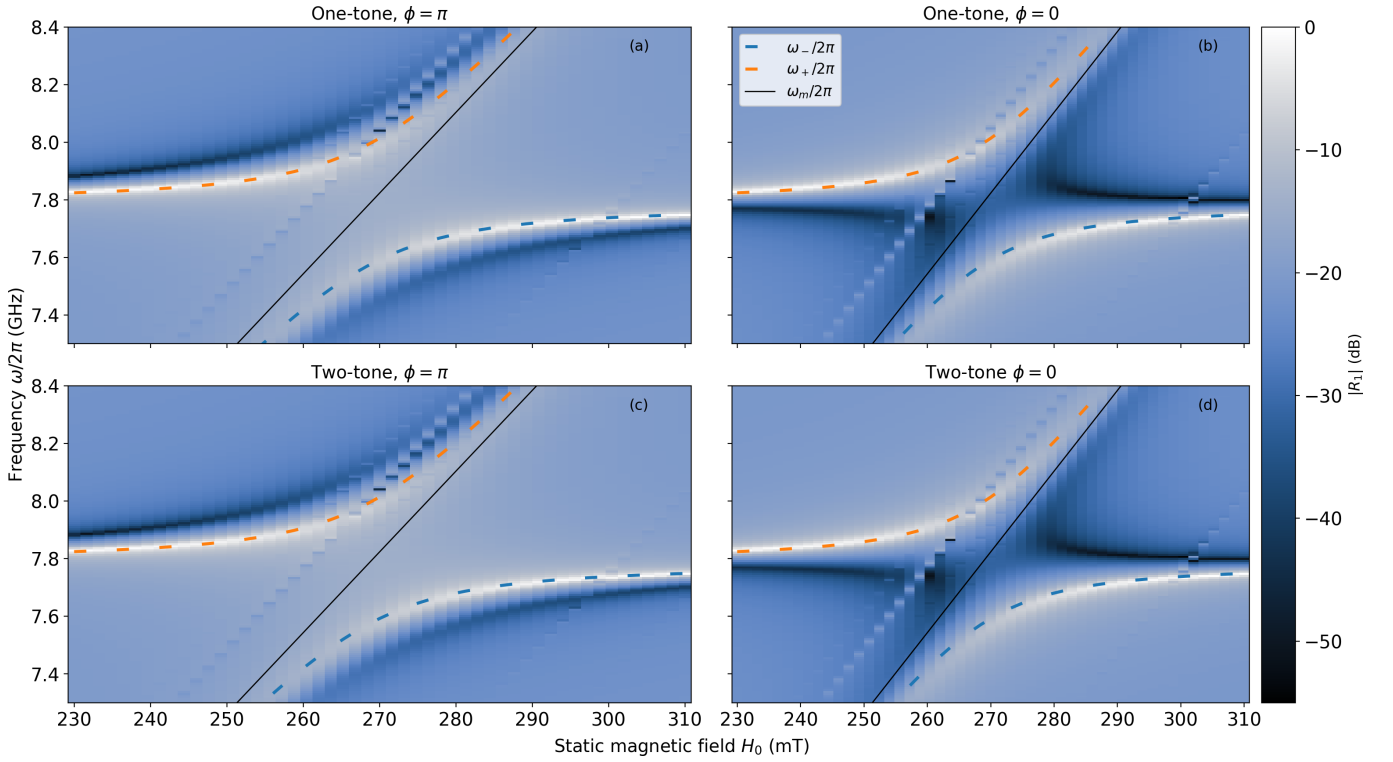 One-tone, ϕ = π
One-tone, ϕ = 0
8.4
8.2
8.0
7.8
7.6
7.4
(a)
ω₋/2π
ω₊/2π
ωₘ/2π
(b)
0
−10
−20
−30
−40
−50
|R₁| (dB)
Two-tone, ϕ = π
Two-tone ϕ = 0
8.4
8.2
8.0
7.8
7.6
7.4
(c)
(d)
230 240 250 260 270 280 290 300 310
230 240 250 260 270 280 290 300 310
Frequency ω/2π (GHz)
Static magnetic field H₀ (mT)